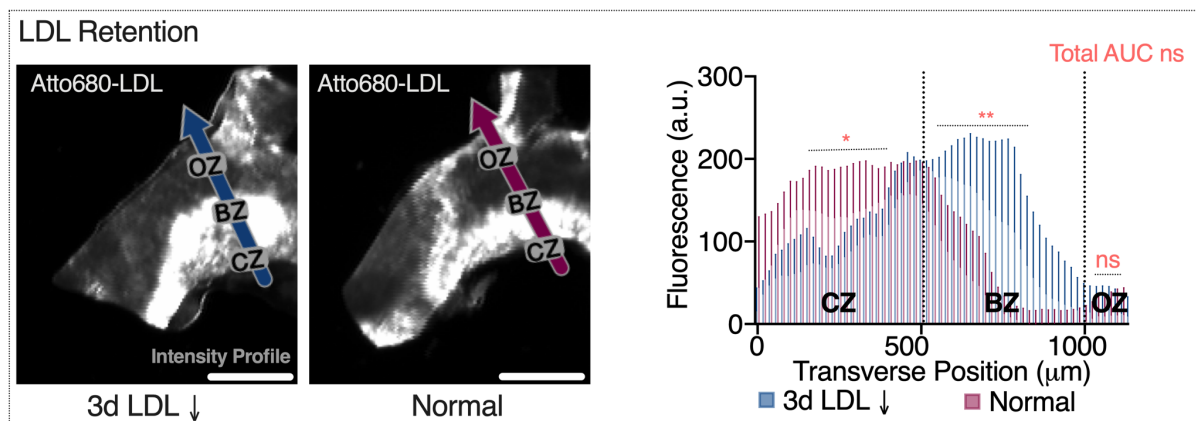 LDL Retention
Atto680-LDL
OZ
BZ
CZ
Intensity Profile
3d LDL ↓
Atto680-LDL
OZ
BZ
CZ
Normal
Total AUC ns
300
200
100
0
Fluorescence (a.u.)
*
**
ns
CZ
BZ
OZ
0
500
1000
Transverse Position (μm)
3d LDL ↓
Normal